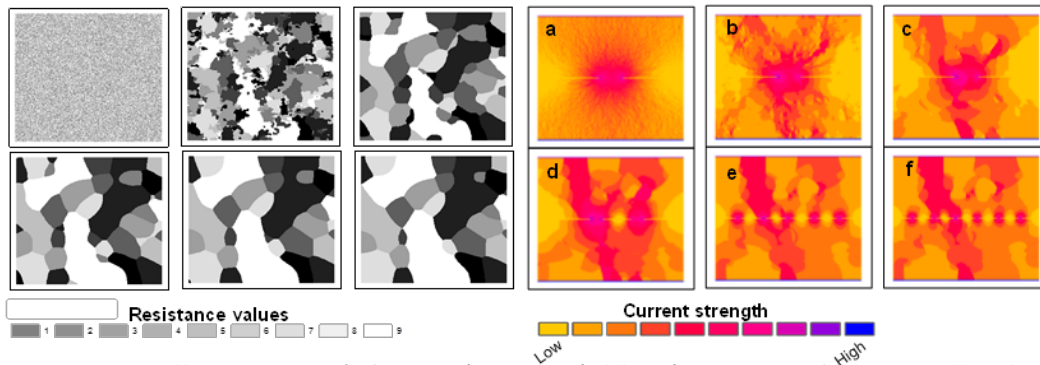 a
b
c
d
e
f
Resistance values
1 2 3 4 5 6 7 8 9
Current strength
Low
High